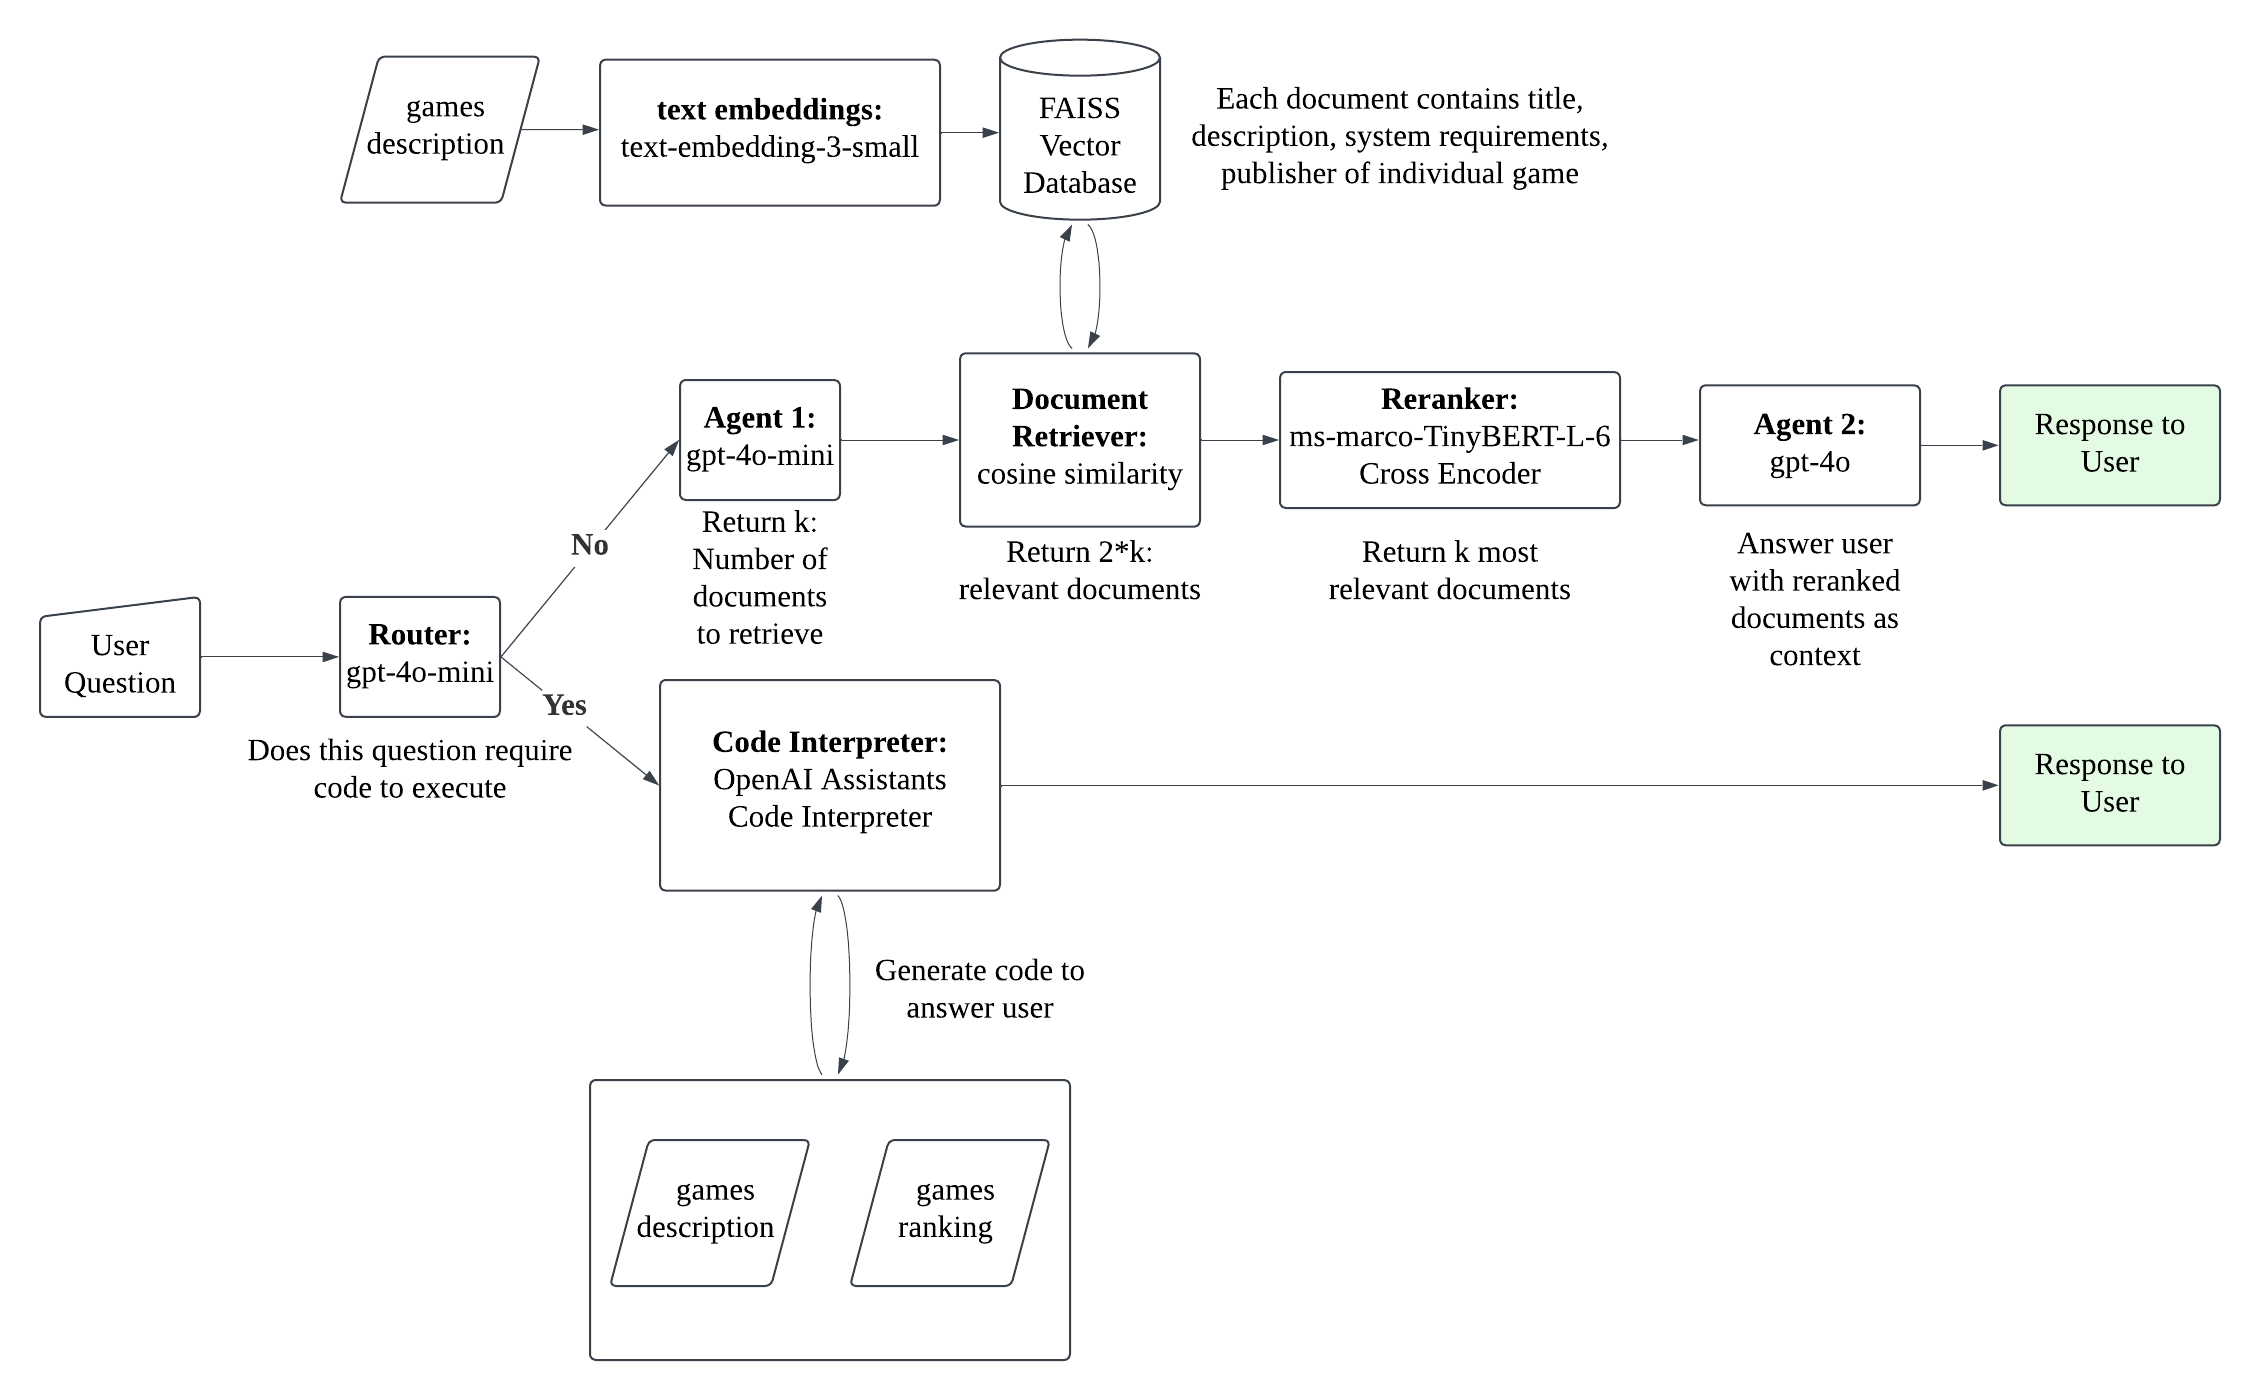 games
description
text embeddings:
text-embedding-3-small
FAISS
Vector
Database
Each document contains title,
description, system requirements,
publisher of individual game
User
Question
Router:
gpt-4o-mini
Does this question require
code to execute
No
Yes
Agent 1:
gpt-4o-mini
Return k:
Number of
documents
to retrieve
Document
Retriever:
cosine similarity
Return 2*k:
relevant documents
Reranker:
ms-marco-TinyBERT-L-6
Cross Encoder
Return k most
relevant documents
Agent 2:
gpt-4o
Answer user
with reranked
documents as
context
Response to
User
Code Interpreter:
OpenAI Assistants
Code Interpreter
Response to
User
Generate code to
answer user
games
description
games
ranking